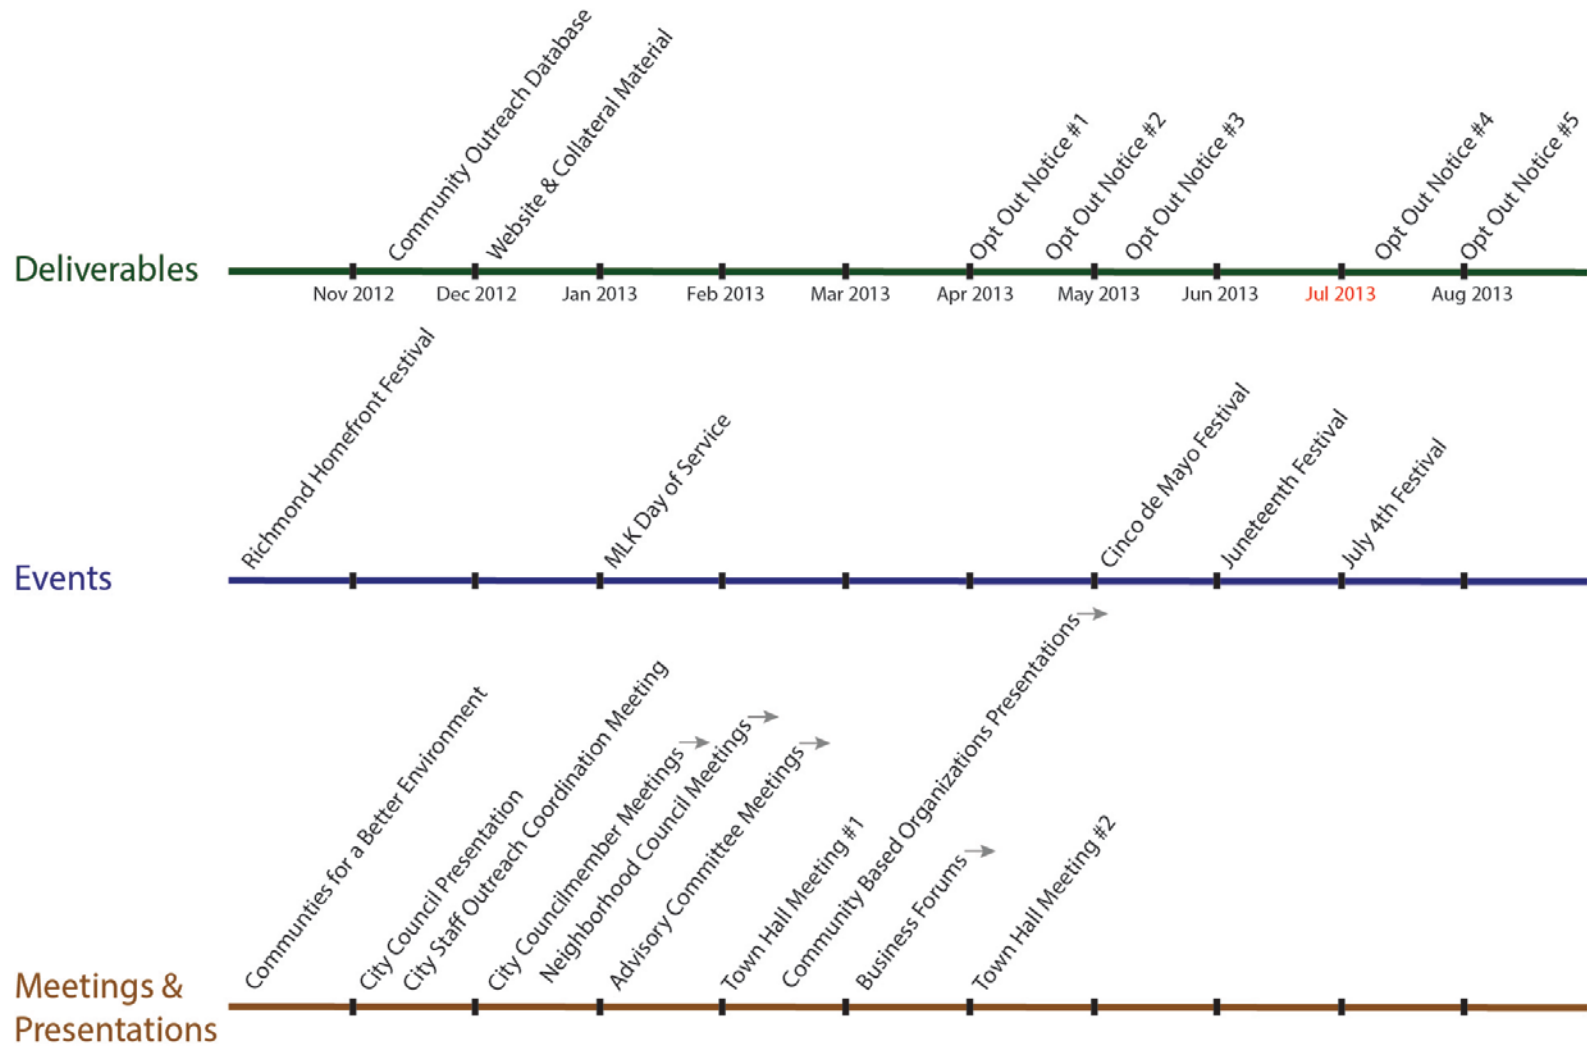 Community Outreach Database
Website & Collateral Material
Opt Out Notice #1
Opt Out Notice #2
Opt Out Notice #3
Opt Out Notice #4
Opt Out Notice #5
Deliverables
Nov 2012
Dec 2012
Jan 2013
Feb 2013
Mar 2013
Apr 2013
May 2013
Jun 2013
Jul 2013
Aug 2013
Richmond Homefront Festival
MLK Day of Service
Cinco de Mayo Festival
Juneteenth Festival
July 4th Festival
Events
Communties for a Better Environment
City Council Presentation
City Staff Outreach Coordination Meeting
City Councilmember Meetings
Neighborhood Council Meetings
Advisory Committee Meetings
Town Hall Meeting #1
Community Based Organizations Presentations
Business Forums
Town Hall Meeting #2
Meetings &
Presentations